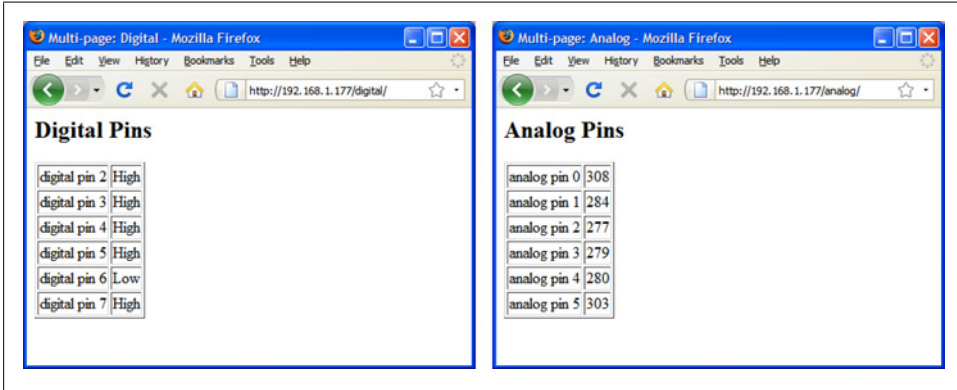 Multi-page: Digital - Mozilla Firefox
File Edit View History Bookmarks Tools Help
http://192.168.1.177/digital/
Digital Pins
digital pin 2 High
digital pin 3 High
digital pin 4 High
digital pin 5 High
digital pin 6 Low
digital pin 7 High
Multi-page: Analog - Mozilla Firefox
File Edit View History Bookmarks Tools Help
http://192.168.1.177/analog/
Analog Pins
analog pin 0 308
analog pin 1 284
analog pin 2 277
analog pin 3 279
analog pin 4 280
analog pin 5 303